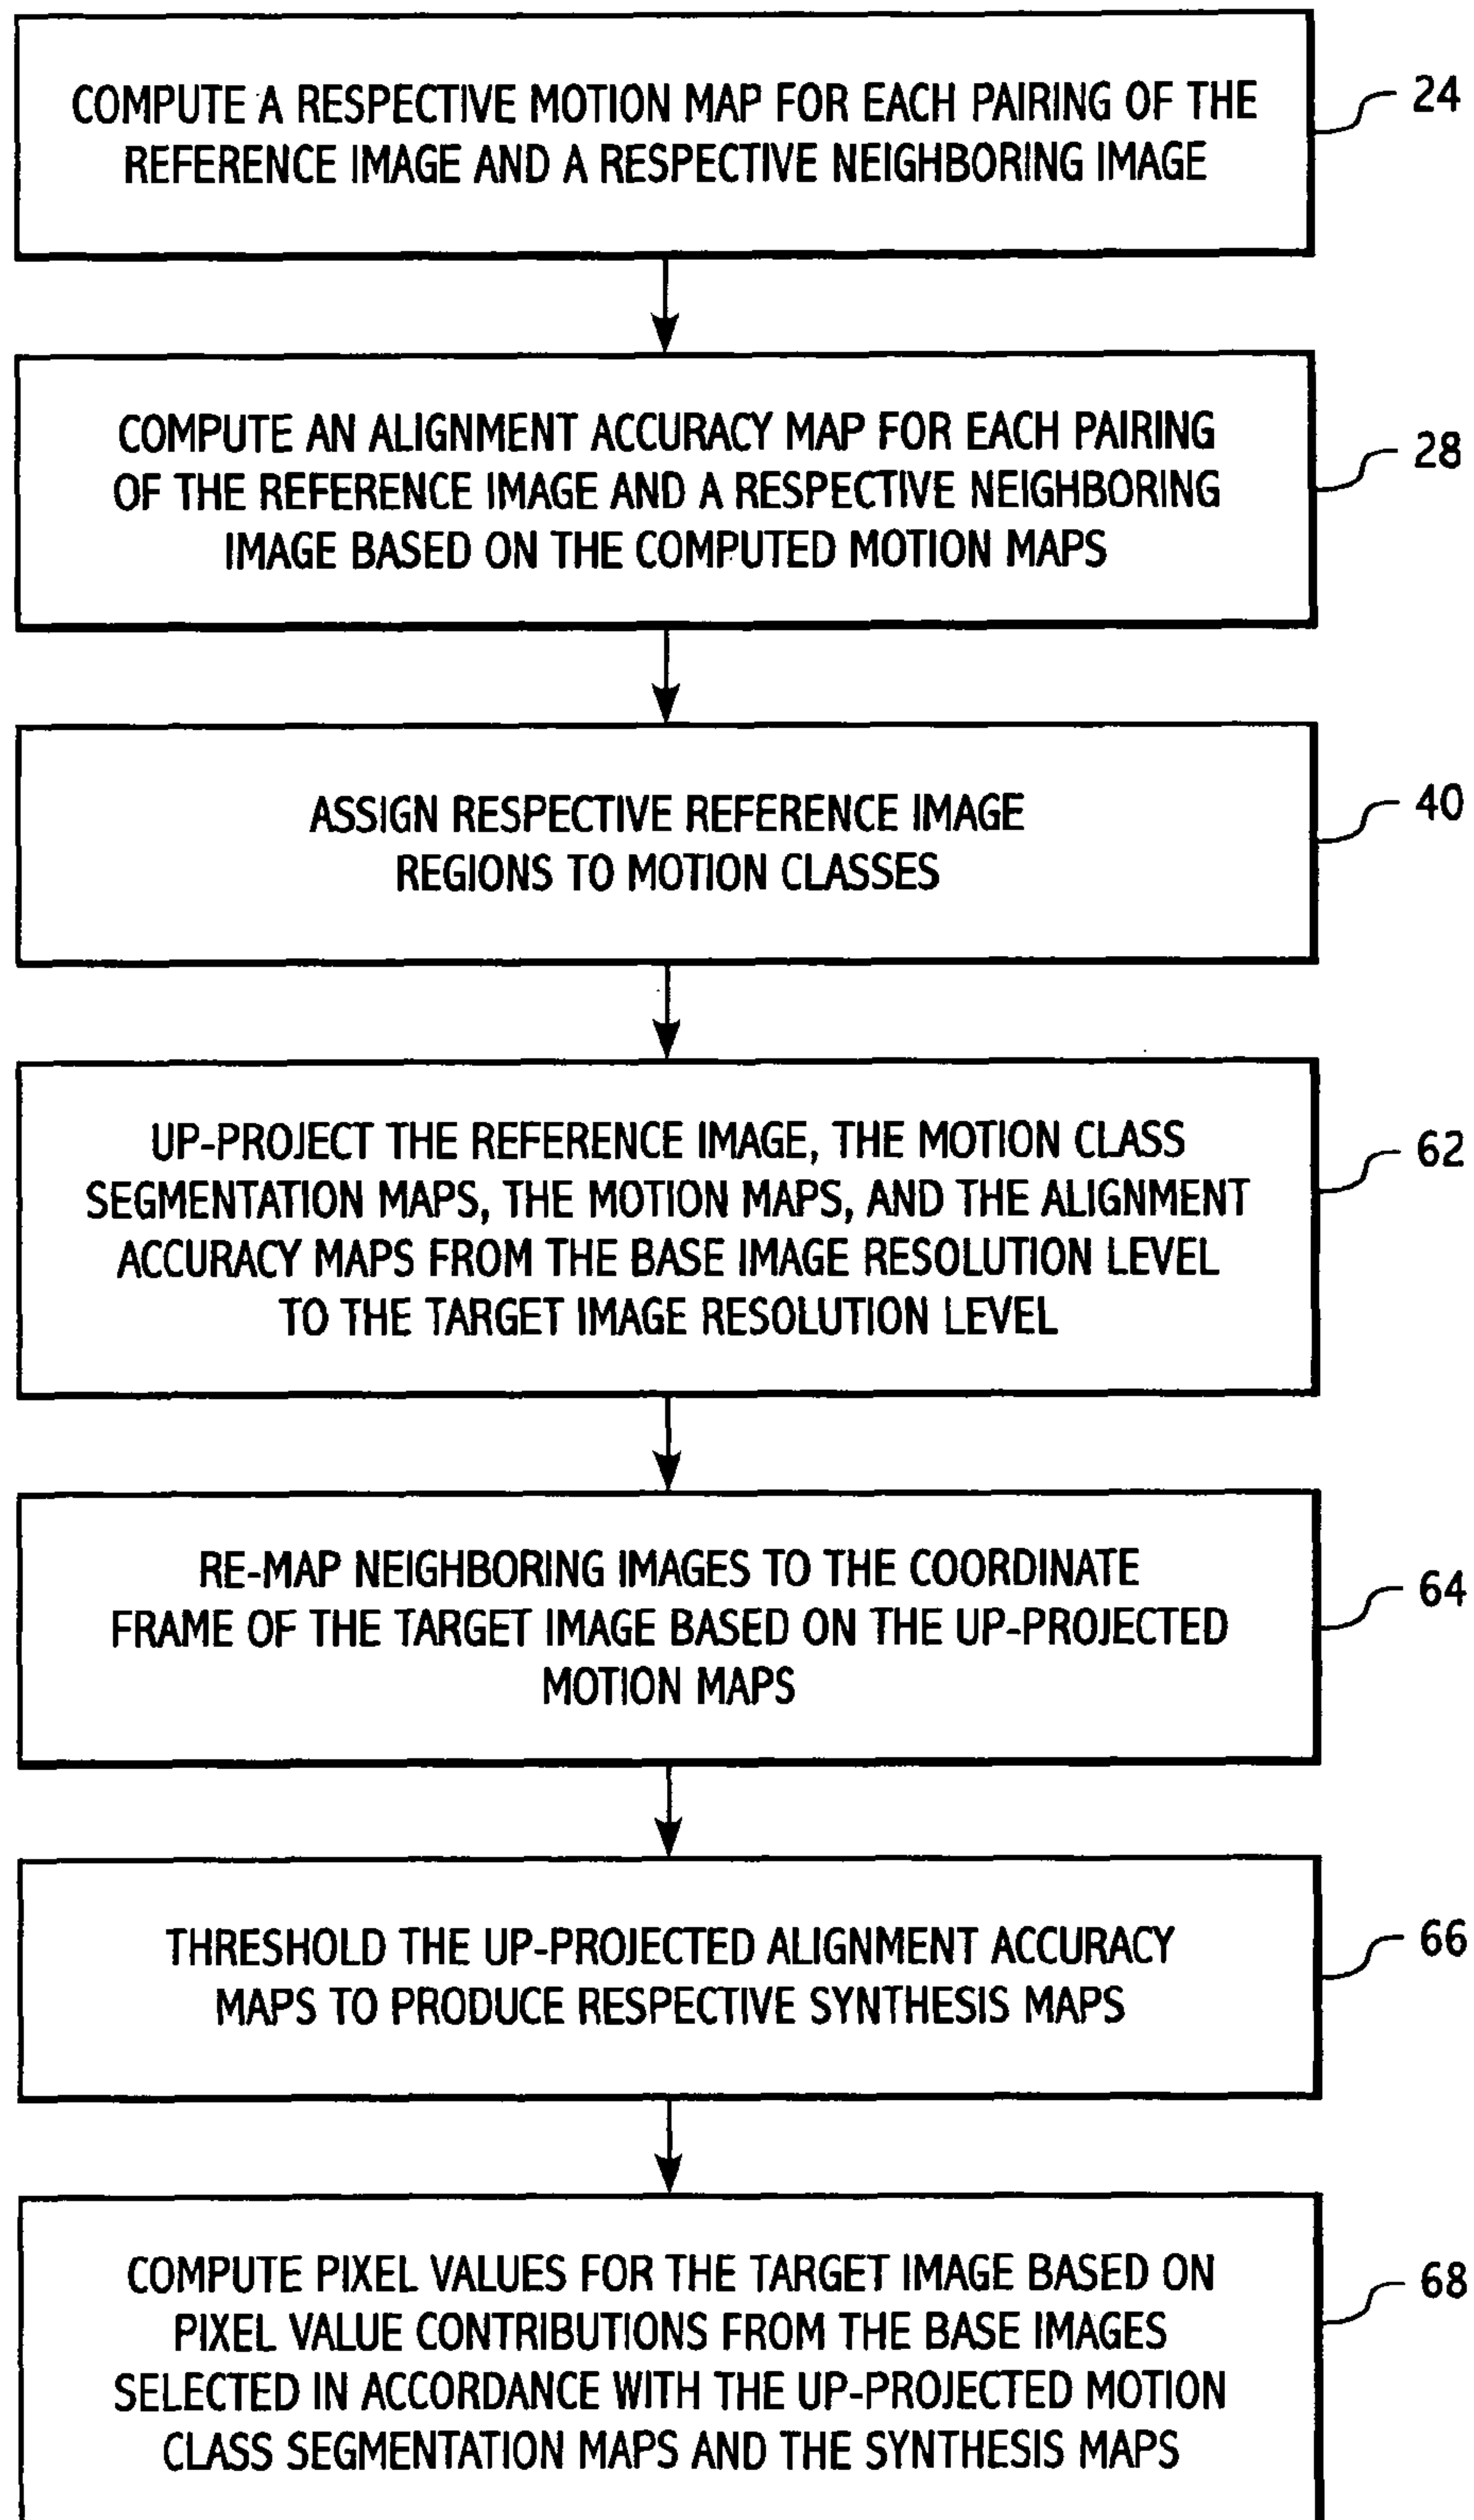 COMPUTE A RESPECTIVE MOTION MAP FOR EACH PAIRING OF THE
REFERENCE IMAGE AND A RESPECTIVE NEIGHBORING IMAGE
24
COMPUTE AN ALIGNMENT ACCURACY MAP FOR EACH PAIRING
OF THE REFERENCE IMAGE AND A RESPECTIVE NEIGHBORING
IMAGE BASED ON THE COMPUTED MOTION MAPS
28
ASSIGN RESPECTIVE REFERENCE IMAGE
REGIONS TO MOTION CLASSES
40
UP-PROJECT THE REFERENCE IMAGE, THE MOTION CLASS
SEGMENTATION MAPS, THE MOTION MAPS, AND THE ALIGNMENT
ACCURACY MAPS FROM THE BASE IMAGE RESOLUTION LEVEL
TO THE TARGET IMAGE RESOLUTION LEVEL
62
RE-MAP NEIGHBORING IMAGES TO THE COORDINATE
FRAME OF THE TARGET IMAGE BASED ON THE UP-PROJECTED
MOTION MAPS
64
THRESHOLD THE UP-PROJECTED ALIGNMENT ACCURACY
MAPS TO PRODUCE RESPECTIVE SYNTHESIS MAPS
66
COMPUTE PIXEL VALUES FOR THE TARGET IMAGE BASED ON
PIXEL VALUE CONTRIBUTIONS FROM THE BASE IMAGES
SELECTED IN ACCORDANCE WITH THE UP-PROJECTED MOTION
CLASS SEGMENTATION MAPS AND THE SYNTHESIS MAPS
68